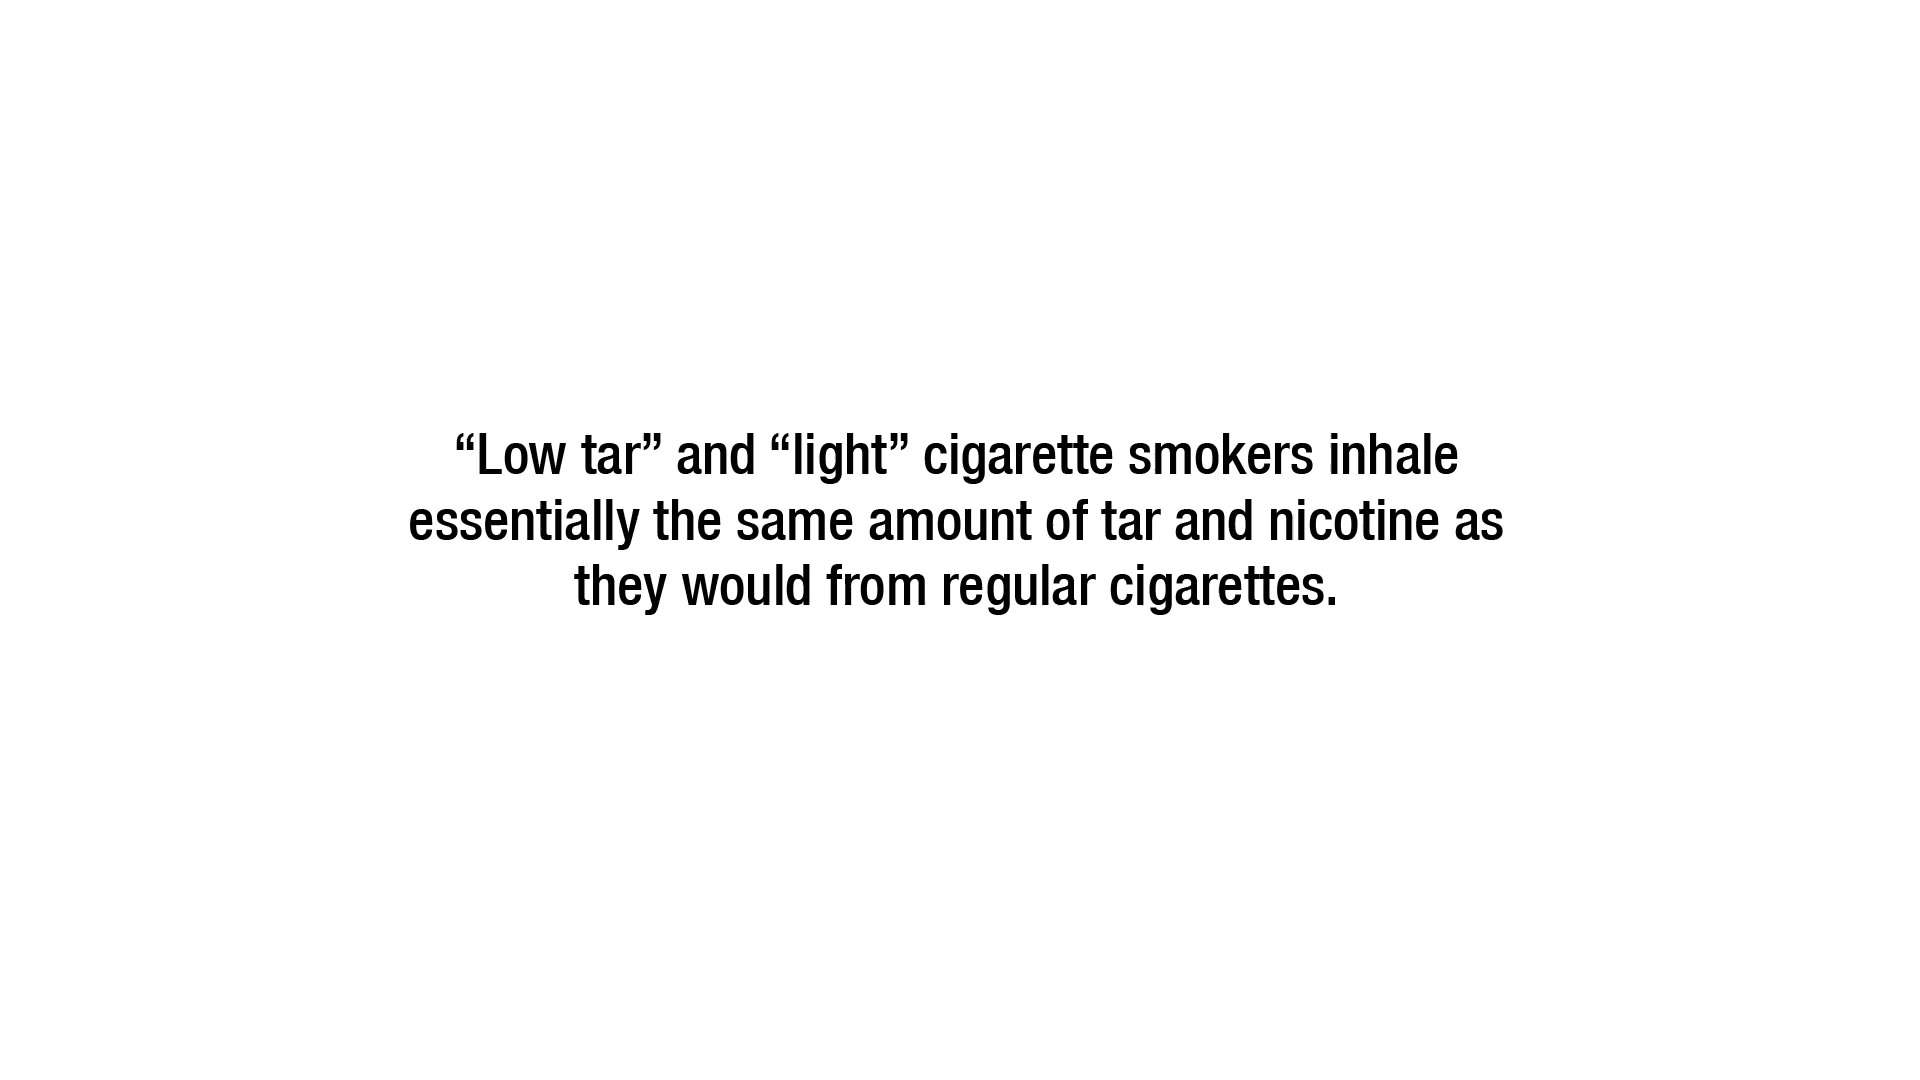 “Low tar” and “light” cigarette smokers inhale
essentially the same amount of tar and nicotine as
they would from regular cigarettes.